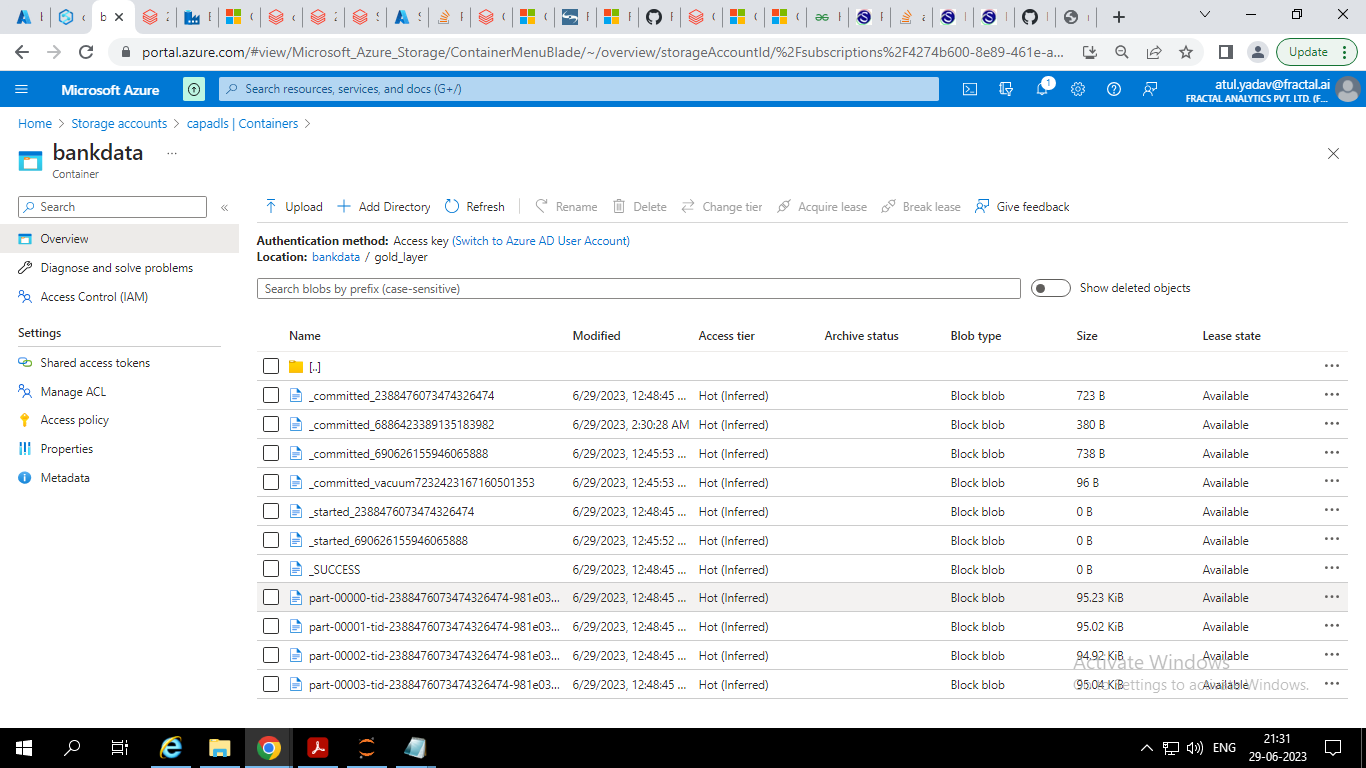 Update
portal.azure.com/#view/Microsoft_Azure_Storage/ContainerMenuBlade/~/overview/storageAccountId/%2Fsubscriptions%2F4274b600-8e89-461e-a...
Microsoft Azure
Search resources, services, and docs (G+/)
1
atul.yadav@fractal.ai
FRACTAL ANALYTICS PVT. LTD. (F...
Home > Storage accounts > capadls | Containers >
bankdata ...
Container
Search «
Overview
Diagnose and solve problems
Access Control (IAM)
Settings
Shared access tokens
Manage ACL
Access policy
Properties
Metadata
Upload Add Directory Refresh Rename Delete Change tier Acquire lease Break lease Give feedback
Authentication method: Access key (Switch to Azure AD User Account)
Location: bankdata / gold_layer
Search blobs by prefix (case-sensitive) Show deleted objects
Name Modified Access tier Archive status Blob type Size Lease state
[..]
_committed_2388476073474326474 6/29/2023, 12:48:45 ... Hot (Inferred) Block blob 723 B Available
_committed_6886423389135183982 6/29/2023, 2:30:28 AM Hot (Inferred) Block blob 380 B Available
_committed_690626155946065888 6/29/2023, 12:45:53 ... Hot (Inferred) Block blob 738 B Available
_committed_vacuum7232423167160501353 6/29/2023, 12:45:53 ... Hot (Inferred) Block blob 96 B Available
_started_2388476073474326474 6/29/2023, 12:48:45 ... Hot (Inferred) Block blob 0 B Available
_started_690626155946065888 6/29/2023, 12:45:52 ... Hot (Inferred) Block blob 0 B Available
_SUCCESS 6/29/2023, 12:48:45 ... Hot (Inferred) Block blob 0 B Available
part-00000-tid-2388476073474326474-981e03... 6/29/2023, 12:48:45 ... Hot (Inferred) Block blob 95.23 KiB Available
part-00001-tid-2388476073474326474-981e03... 6/29/2023, 12:48:45 ... Hot (Inferred) Block blob 95.02 KiB Available
part-00002-tid-2388476073474326474-981e03... 6/29/2023, 12:48:45 ... Hot (Inferred) Block blob 94.92 KiB Available
part-00003-tid-2388476073474326474-981e03... 6/29/2023, 12:48:45 ... Hot (Inferred) Block blob 95.04 KiB Available
Activate Windows
Go to Settings to activate Windows.
ENG
21:31
29-06-2023